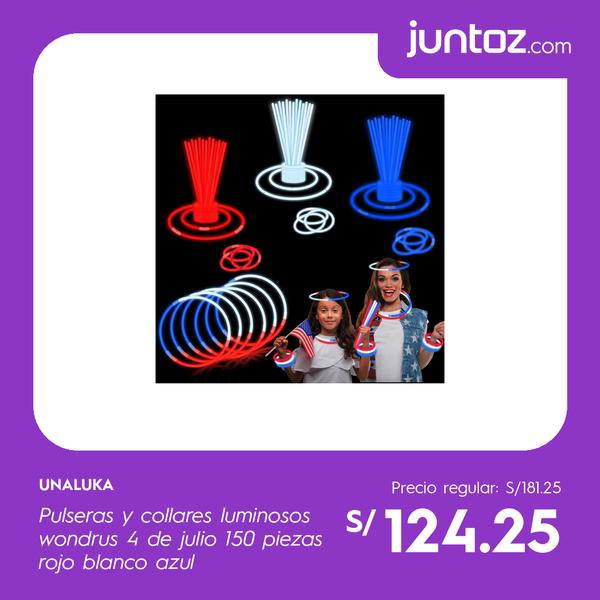 juntoz.com
UNALUKA
Pulseras y collares luminosos
wondrus 4 de julio 150 piezas
rojo blanco azul
Precio regular: S/181.25
S/ 124.25